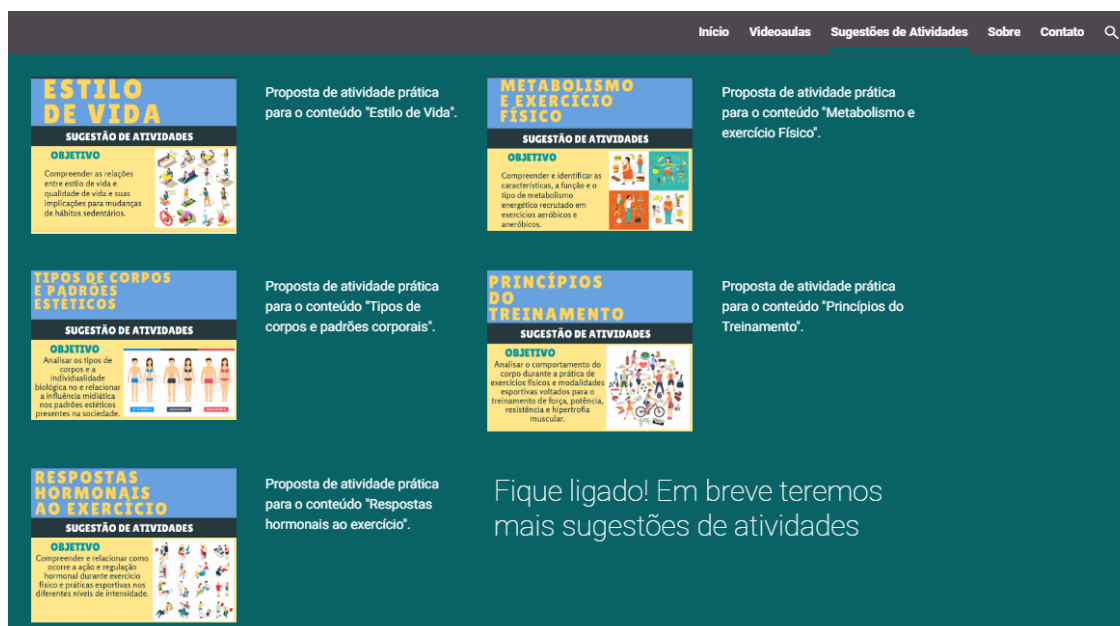 Início Videoaulas Sugestões de Atividades Sobre Contato
ESTILO
DE VIDA
SUGESTÃO DE ATIVIDADES
OBJETIVO
Compreender as relações
entre estilo de vida e
qualidade de vida e suas
implicações para mudanças
de hábitos sedentários.
Proposta de atividade prática
para o conteúdo "Estilo de Vida".
METABOLISMO
E EXERCÍCIO
FÍSICO
SUGESTÃO DE ATIVIDADES
OBJETIVO
Compreender e identificar as
características, a função e o
tipo de metabolismo
energético recrutado em
exercícios aeróbicos e
aneróbicos.
Proposta de atividade prática
para o conteúdo "Metabolismo e
exercício Físico".
TIPOS DE CORPOS
E PADRÕES
ESTÉTICOS
SUGESTÃO DE ATIVIDADES
OBJETIVO
Analisar os tipos de
corpos e a
individualidade
biológica no e relacionar
a influência midiática
nos padrões estéticos
presentes na sociedade.
Proposta de atividade prática
para o conteúdo "Tipos de
corpos e padrões corporais".
PRINCÍPIOS
DO
TREINAMENTO
SUGESTÃO DE ATIVIDADES
OBJETIVO
Analisar o comportamento do
corpo durante a prática de
exercícios físicos e modalidades
esportivas voltados para o
treinamento de força, potência,
resistência e hipertrofia
muscular.
Proposta de atividade prática
para o conteúdo "Princípios do
Treinamento".
RESPOSTAS
HORMONAIS
AO EXERCÍCIO
SUGESTÃO DE ATIVIDADES
OBJETIVO
Compreender e relacionar como
ocorre a ação e regulação
hormonal durante exercício
físico e práticas esportivas nos
diferentes níveis de intensidade.
Proposta de atividade prática
para o conteúdo "Respostas
hormonais ao exercício".
Fique ligado! Em breve teremos
mais sugestões de atividades